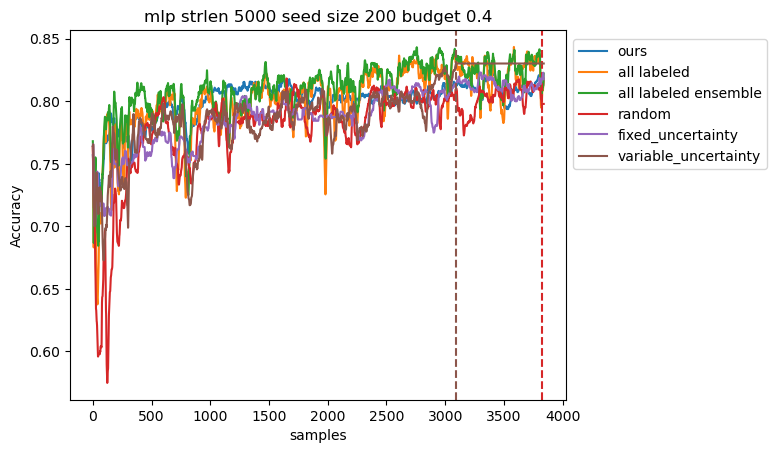 mlp strlen 5000 seed size 200 budget 0.4
0.85
0.80
0.75
0.70
0.65
0.60
Accuracy
0 500 1000 1500 2000 2500 3000 3500 4000
samples
ours
all labeled
all labeled ensemble
random
fixed_uncertainty
variable_uncertainty